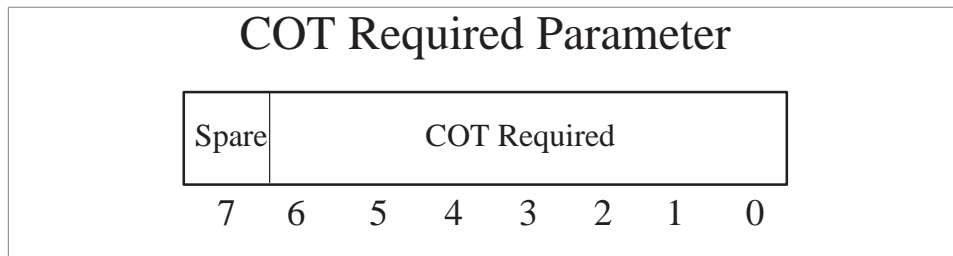 COT Required Parameter
Spare COT Required
7 6 5 4 3 2 1 0